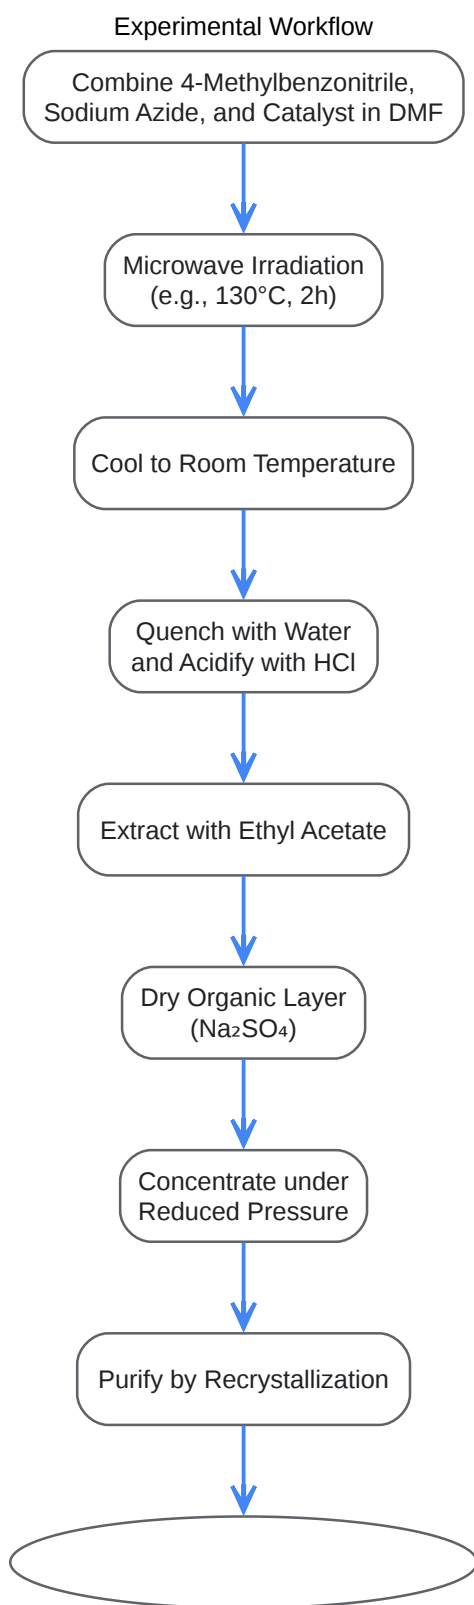 Experimental Workflow
Combine 4-Methylbenzonitrile,
Sodium Azide, and Catalyst in DMF
Microwave Irradiation
(e.g., 130°C, 2h)
Cool to Room Temperature
Quench with Water
and Acidify with HCl
Extract with Ethyl Acetate
Dry Organic Layer
(Na₂SO₄)
Concentrate under
Reduced Pressure
Purify by Recrystallization